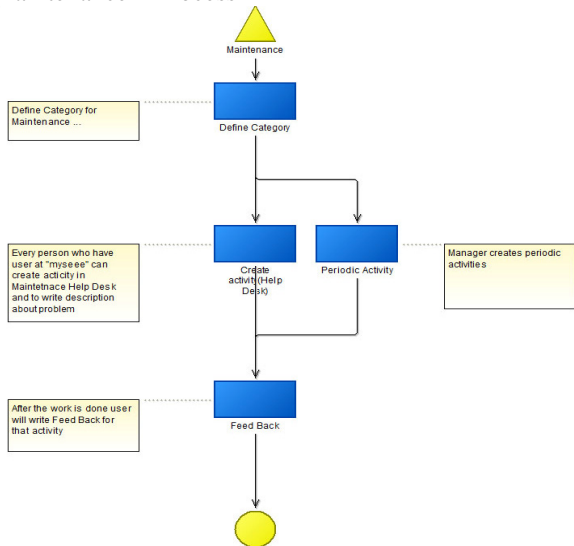 Maintenance
Define Category for
Maintenance ...
Define Category
Every person who have
user at "myseee" can
create acticity in
Maintetnace Help Desk
and to write description
about problem
Create
activity(Help
Desk)
Periodic Activity
Manager creates periodic
activities
After the work is done user
will write Feed Back for
that activity
Feed Back